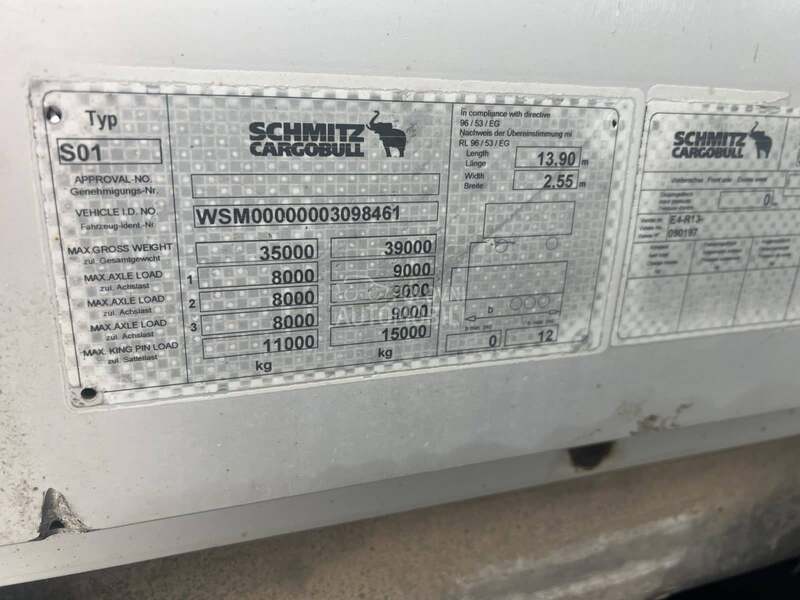 Typ
S01
SCHMITZ
CARGOBULL
In compliance with directive
96 / 53 / EG
Nachweis der Übereinstimmung mi
RL 96 / 53 / EG
Length
Länge
13.90 m
Width
Breite
2.55 m
APPROVAL-NO.
Genehmigungs-Nr.
VEHICLE I.D. NO.
Fahrzeug-Ident.-Nr.
WSM00000003098461
MAX.GROSS WEIGHT
zul. Gesamtgewicht
35000 39000
MAX.AXLE LOAD
zul. Achslast
1 8000 9000
MAX.AXLE LOAD
zul. Achslast
2 8000 9000
MAX.AXLE LOAD
zul. Achslast
3 8000 9000
MAX. KING PIN LOAD
zul. Sattellast
11000 15000
kg kg
b
0 12
SCHMITZ
CARGOBULL
0L
E4-R13-
090197